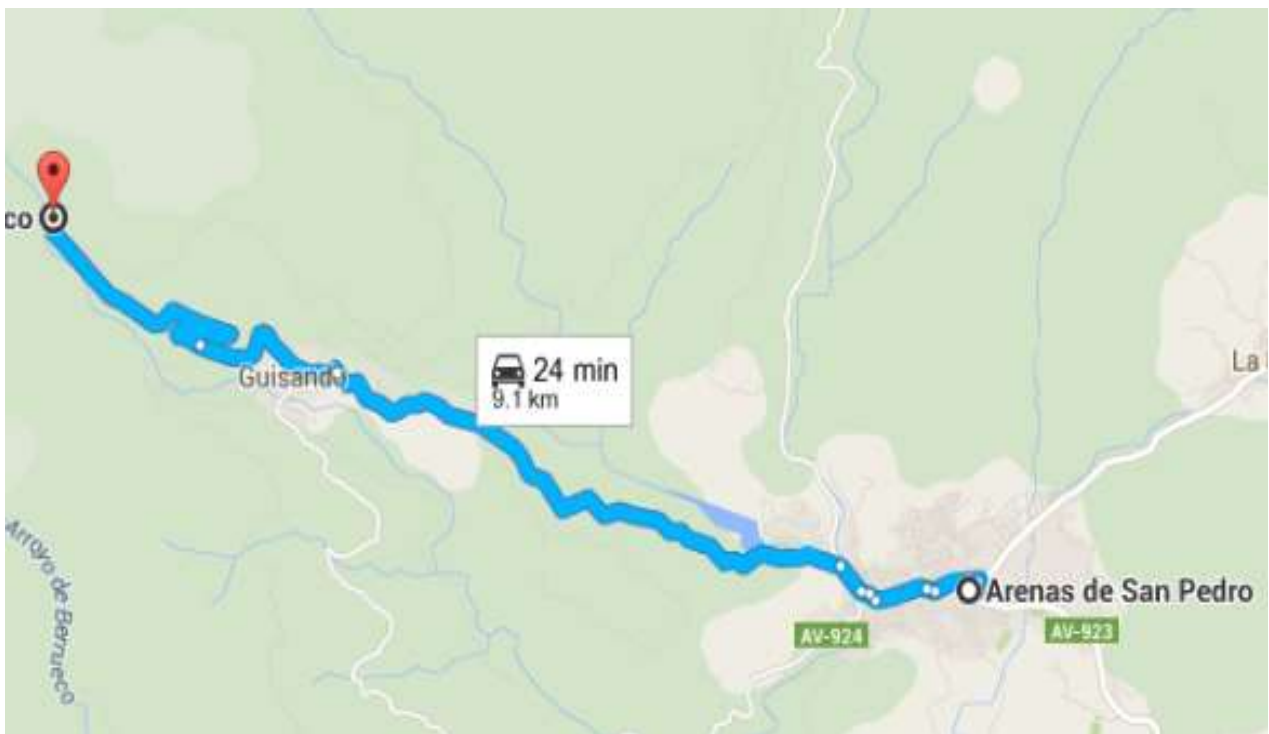 co
24 min
9.1 km
La
Guisando
Arenas de San Pedro
AV-924
AV-923
Arroyo de Berrueco